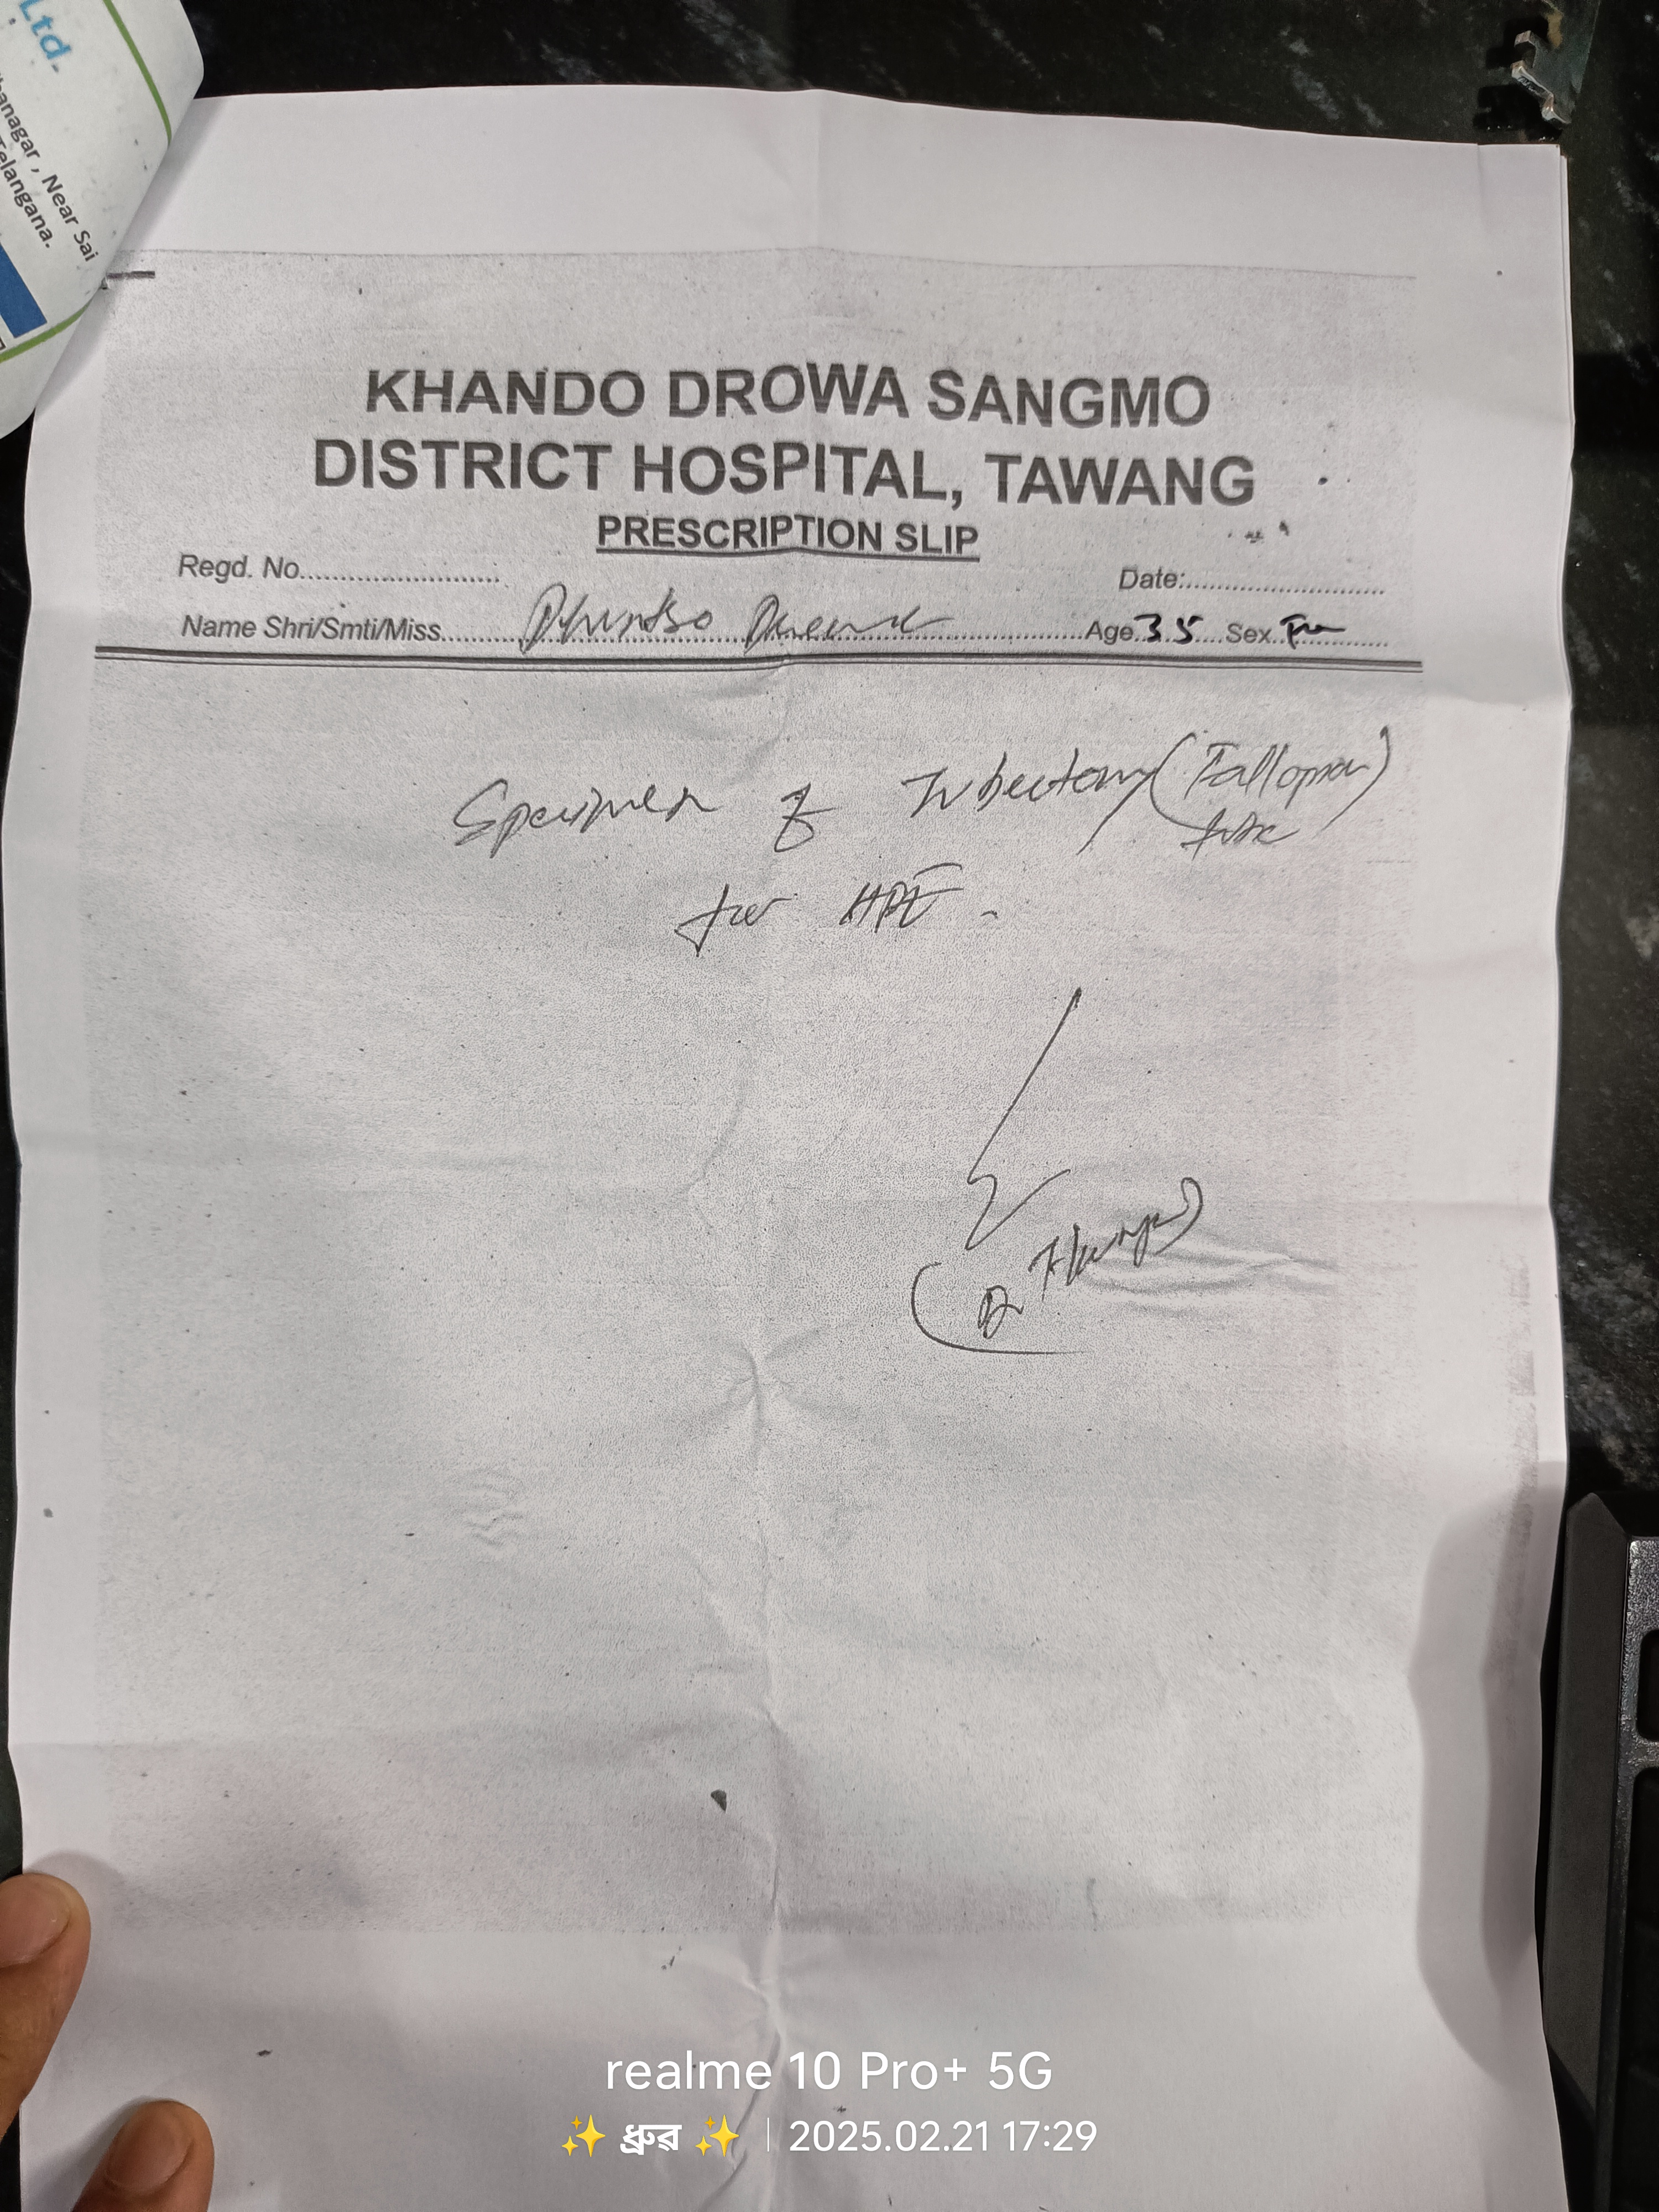 Ltd.
anagar, Near Sai
Telangana.
KHANDO DROWA SANGMO
DISTRICT HOSPITAL, TAWANG
PRESCRIPTION SLIP
Regd. No..........................
Date:..............................
Name Shri/Smti/Miss.......................................Age 35 Sex
Specimen of Tubectomy (Fallopian)
tube
for HPE -
(Dr
realme 10 Pro+ 5G
✨ ধ্ৰুৱ ✨ | 2025.02.21 17:29